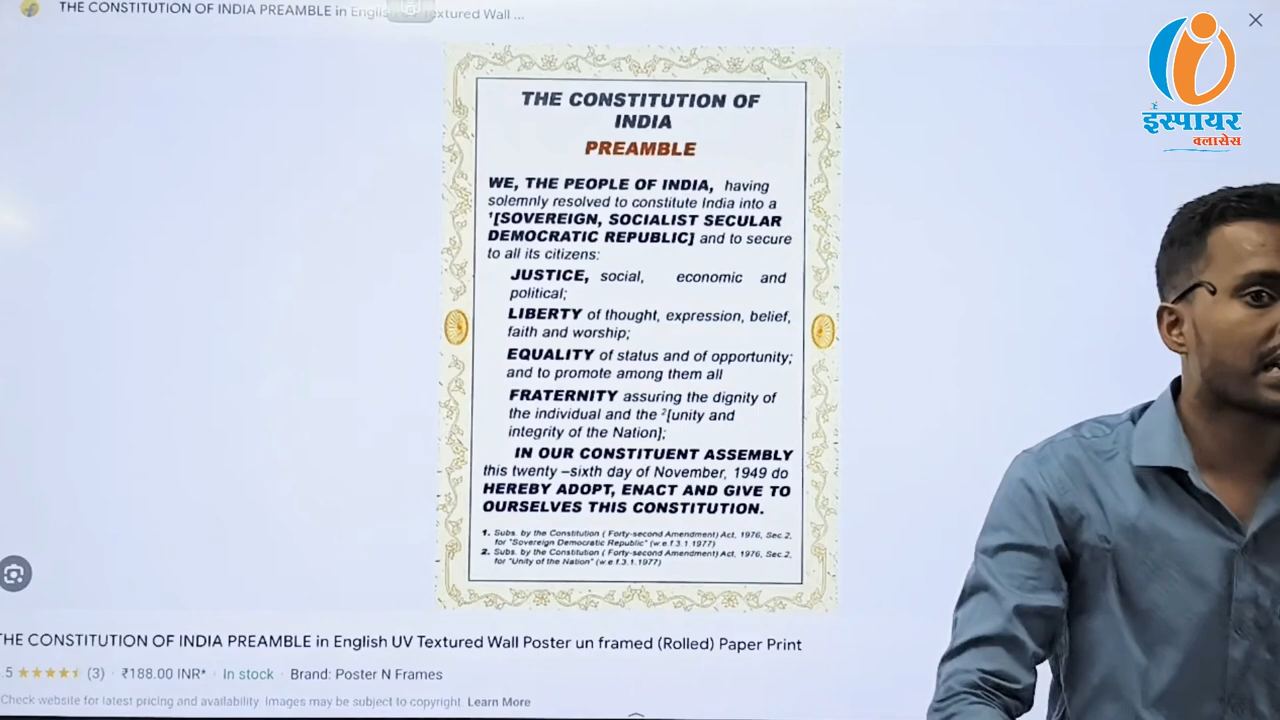 THE CONSTITUTION OF INDIA PREAMBLE in English UV Textured Wall ...
इंस्पायर
क्लासेस
THE CONSTITUTION OF
INDIA
PREAMBLE
WE, THE PEOPLE OF INDIA, having
solemnly resolved to constitute India into a
¹[SOVEREIGN, SOCIALIST SECULAR
DEMOCRATIC REPUBLIC] and to secure
to all its citizens:
JUSTICE, social, economic and
political;
LIBERTY of thought, expression, belief,
faith and worship;
EQUALITY of status and of opportunity;
and to promote among them all
FRATERNITY assuring the dignity of
the individual and the ²[unity and
integrity of the Nation];
IN OUR CONSTITUENT ASSEMBLY
this twenty –sixth day of November, 1949 do
HEREBY ADOPT, ENACT AND GIVE TO
OURSELVES THIS CONSTITUTION.
1. Subs. by the Constitution ( Forty-second Amendment) Act, 1976, Sec.2,
for "Sovereign Democratic Republic" (w.e.f.3.1.1977)
2. Subs. by the Constitution ( Forty-second Amendment) Act, 1976, Sec.2,
for "Unity of the Nation" (w.e.f.3.1.1977)
THE CONSTITUTION OF INDIA PREAMBLE in English UV Textured Wall Poster un framed (Rolled) Paper Print
.5 ★★★★★ (3) · ₹188.00 INR* · In stock · Brand: Poster N Frames
Check website for latest pricing and availability. Images may be subject to copyright. Learn More